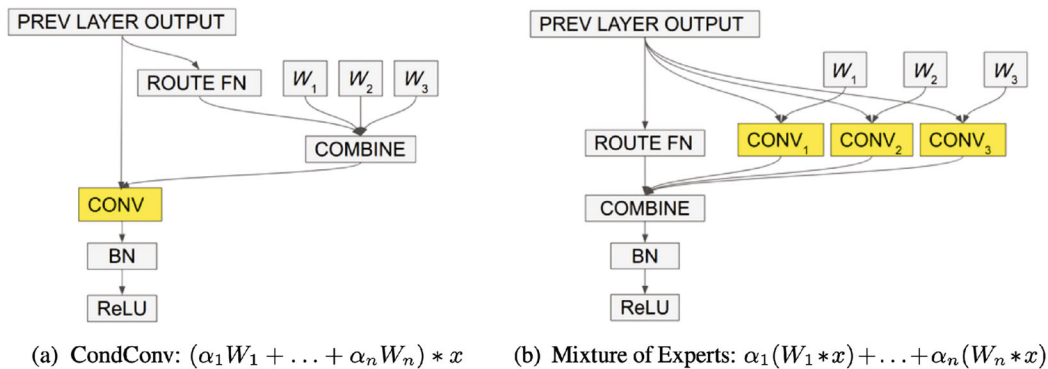 PREV LAYER OUTPUT
ROUTE FN
W₁
W₂
W₃
COMBINE
CONV
BN
ReLU
(a) CondConv: (α₁W₁ + … + αₙWₙ) ∗ x
PREV LAYER OUTPUT
W₁
W₂
W₃
ROUTE FN
CONV₁
CONV₂
CONV₃
COMBINE
BN
ReLU
(b) Mixture of Experts: α₁(W₁∗x)+…+αₙ(Wₙ∗x)